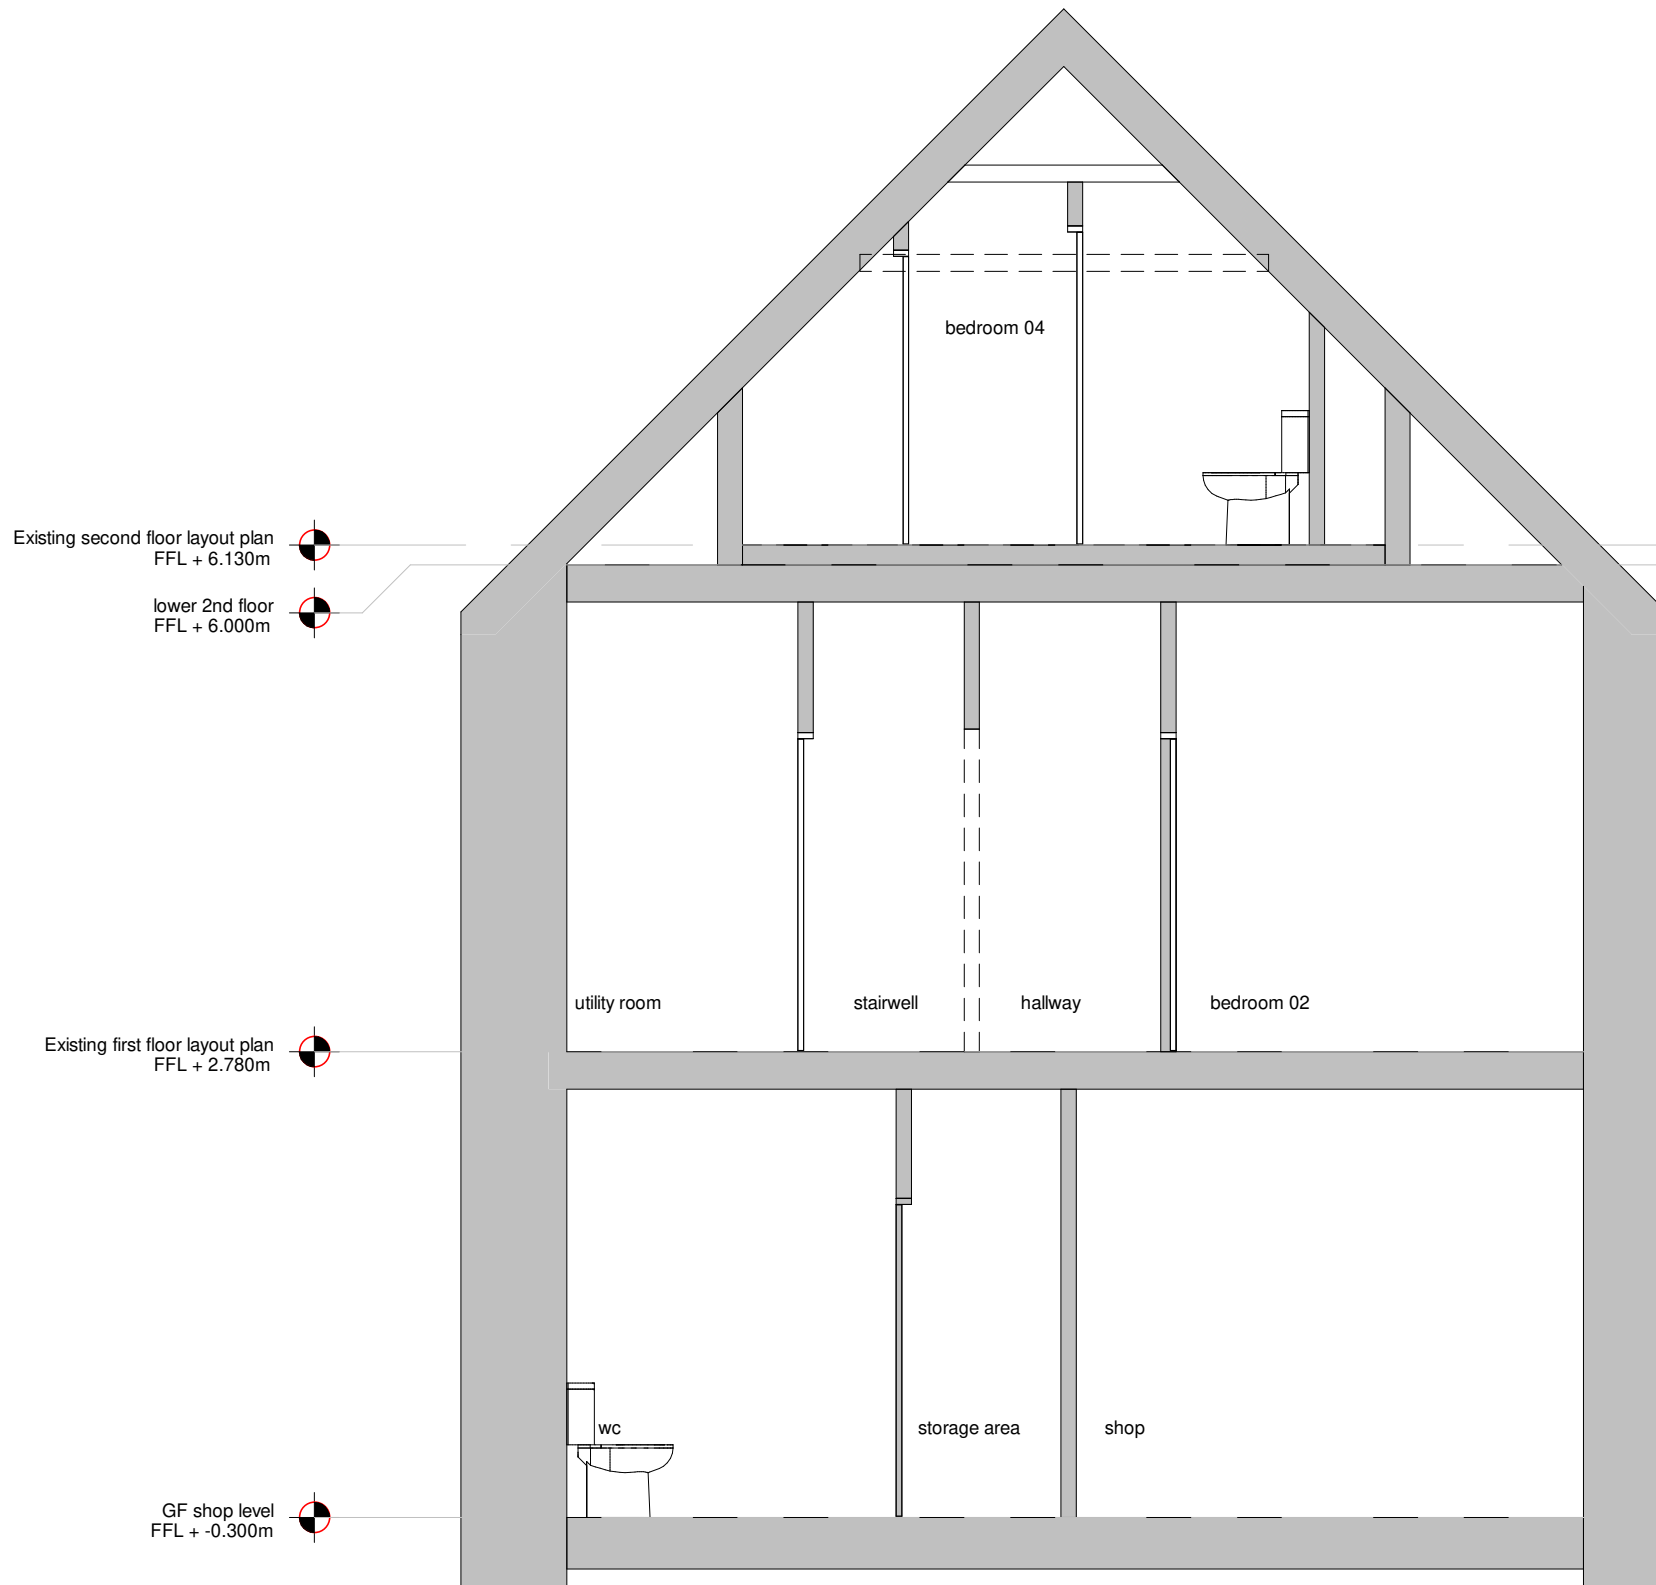 bedroom 04
Existing second floor layout plan
FFL + 6.130m
lower 2nd floor
FFL + 6.000m
utility room
stairwell
hallway
bedroom 02
Existing first floor layout plan
FFL + 2.780m
wc
storage area
shop
GF shop level
FFL + -0.300m